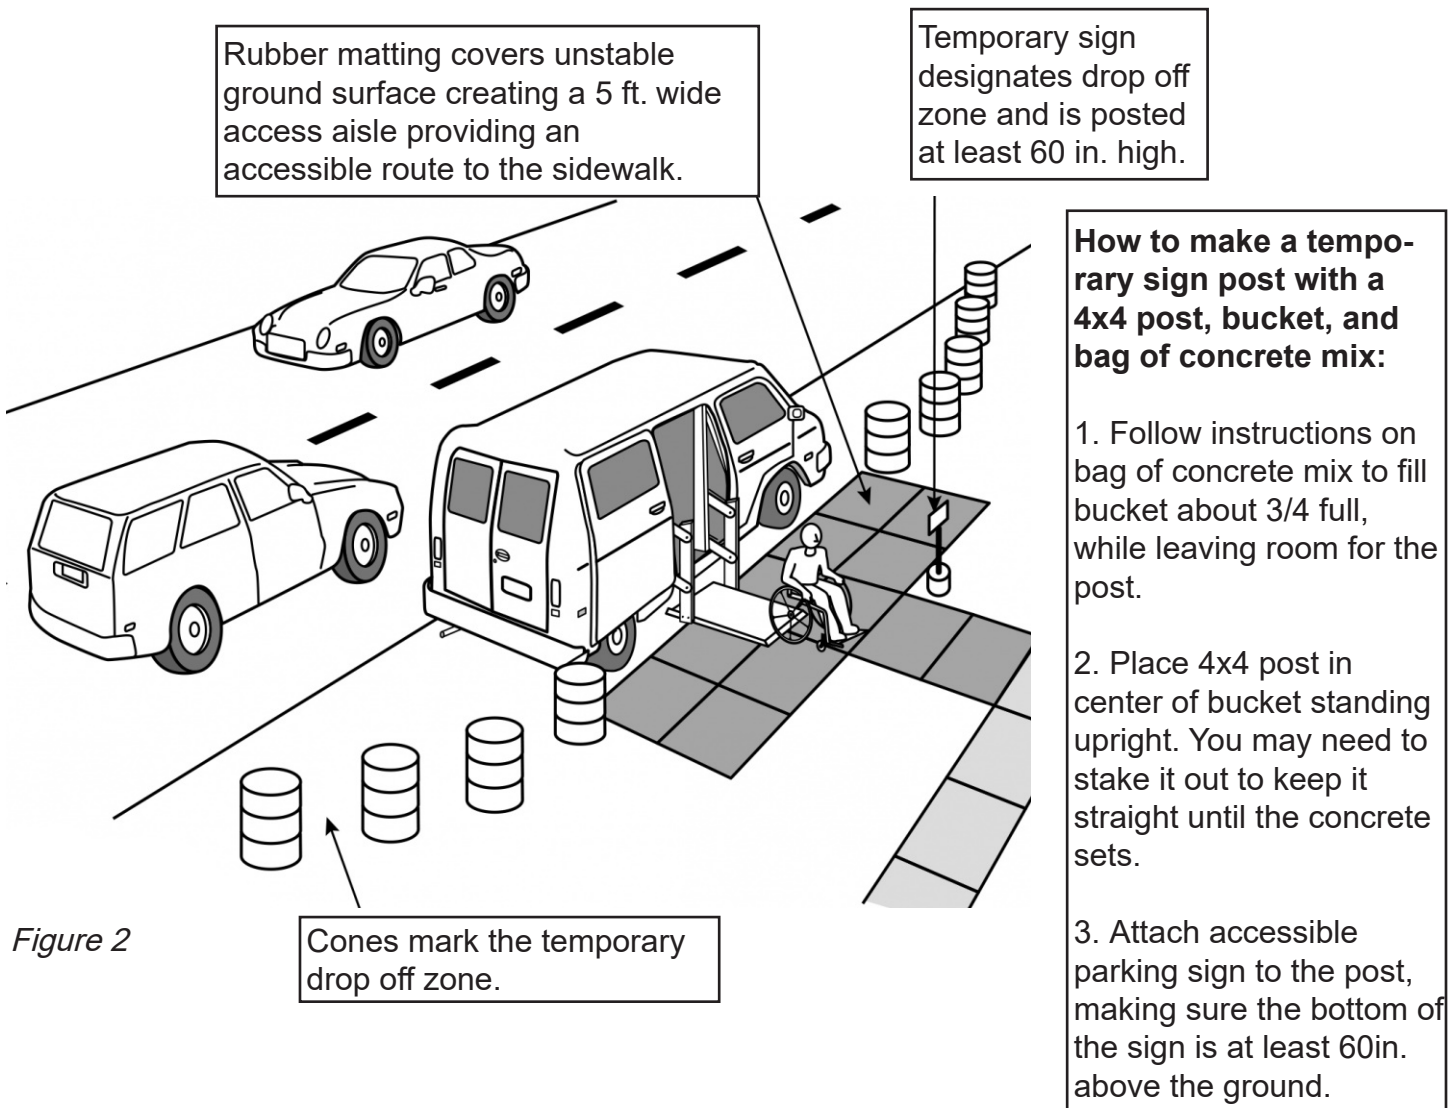 Rubber matting covers unstable
ground surface creating a 5 ft. wide
access aisle providing an
accessible route to the sidewalk.
Temporary sign
designates drop off
zone and is posted
at least 60 in. high.
How to make a tempo-
rary sign post with a
4x4 post, bucket, and
bag of concrete mix:
1. Follow instructions on
bag of concrete mix to fill
bucket about 3/4 full,
while leaving room for the
post.
2. Place 4x4 post in
center of bucket standing
upright. You may need to
stake it out to keep it
straight until the concrete
sets.
3. Attach accessible
parking sign to the post,
making sure the bottom of
the sign is at least 60in.
above the ground.
Figure 2
Cones mark the temporary
drop off zone.